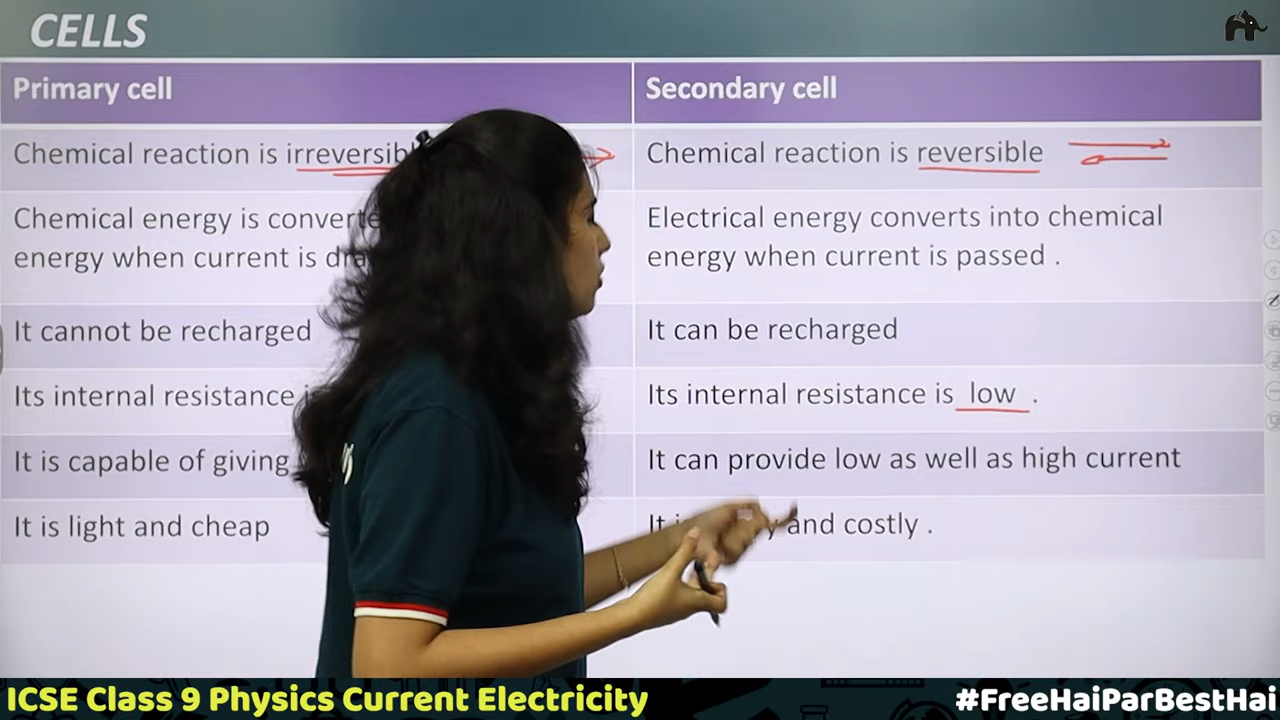 CELLS
Primary cell
Secondary cell
Chemical reaction is
Chemical reaction is reversible
Chemical energy is
energy when current is
Electrical energy converts into chemical
energy when current is passed .
It cannot be recharged
It can be recharged
Its internal resistance
Its internal resistance is low .
It is capable of giving
It can provide low as well as high current
It is light and cheap
and costly .
ICSE Class 9 Physics Current Electricity
#FreeHaiParBestHai